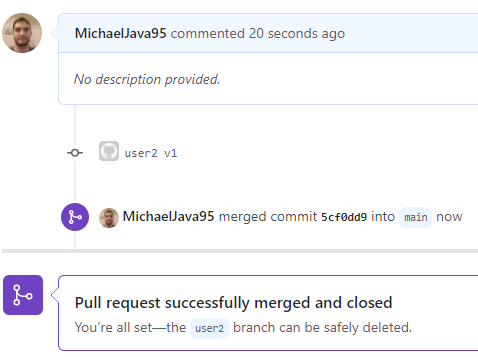 MichaelJava95 commented 20 seconds ago
No description provided.
user2 v1
MichaelJava95 merged commit 5cf0dd9 into main now
Pull request successfully merged and closed
You're all set—the user2 branch can be safely deleted.